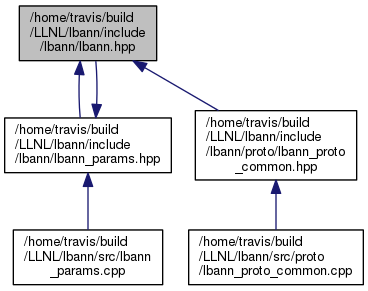 /home/travis/build
/LLNL/lbann/include
/lbann/lbann.hpp
/home/travis/build
/LLNL/lbann/include
/lbann/lbann_params.hpp
/home/travis/build
/LLNL/lbann/include
/lbann/proto/lbann_proto
_common.hpp
/home/travis/build
/LLNL/lbann/src/lbann
_params.cpp
/home/travis/build
/LLNL/lbann/src/proto
/lbann_proto_common.cpp